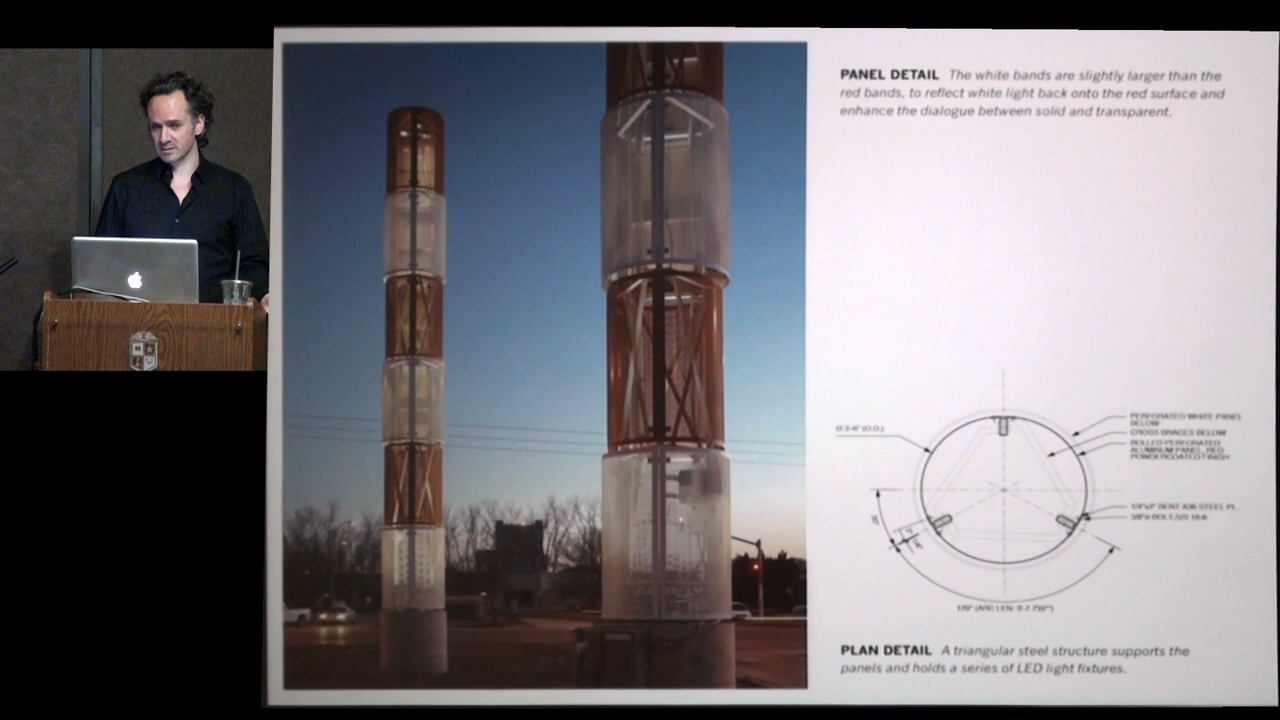 PANEL DETAIL The white bands are slightly larger than the
red bands, to reflect white light back onto the red surface and
enhance the dialogue between solid and transparent.
PERFORATED WHITE PANEL
BELOW
CROSS BRACES BELOW
ROLLED PERFORATED
ALUMINUM PANEL, RED
POWDERCOATED FINISH
PLAN DETAIL A triangular steel structure supports the
panels and holds a series of LED light fixtures.